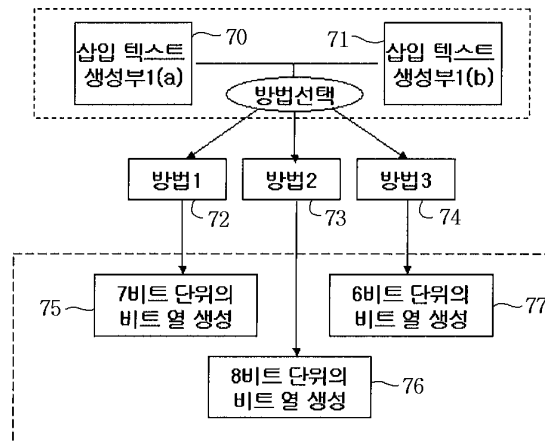 70
삽입 텍스트
생성부1(a)
71
삽입 텍스트
생성부1(b)
방법선택
방법1
72
방법2
73
방법3
74
75
7비트 단위의
비트 열 생성
6비트 단위의
비트 열 생성
77
8비트 단위의
비트 열 생성
76